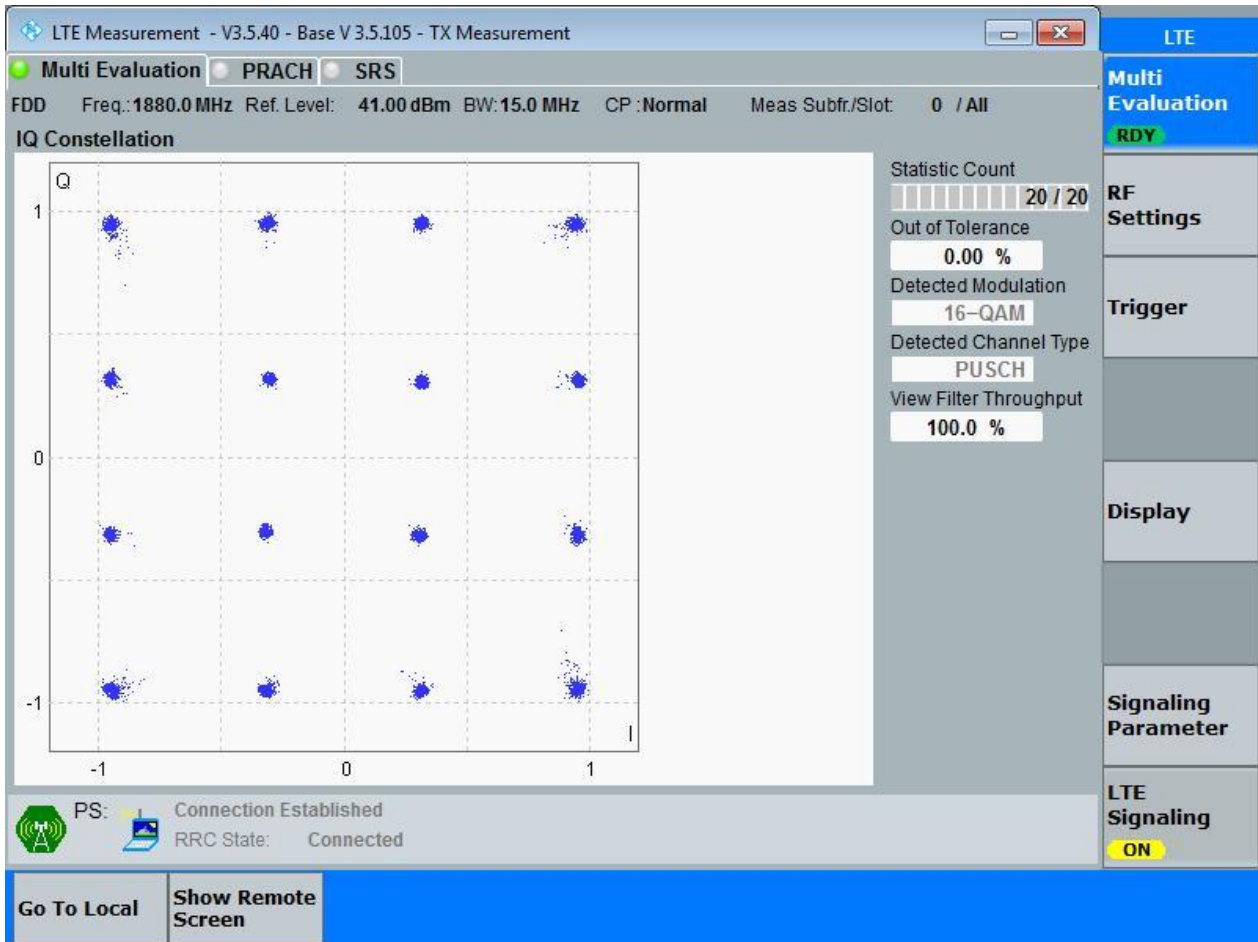 LTE Measurement - V3.5.40 - Base V 3.5.105 - TX Measurement
LTE
Multi Evaluation PRACH SRS
FDD Freq.:1880.0 MHz Ref. Level: 41.00 dBm BW:15.0 MHz CP :Normal Meas Subfr./Slot: 0 / All
IQ Constellation
Q
1
0
-1
I
-1 0 1
Statistic Count
20 / 20
Out of Tolerance
0.00 %
Detected Modulation
16-QAM
Detected Channel Type
PUSCH
View Filter Throughput
100.0 %
Multi
Evaluation
RDY
RF
Settings
Trigger
Display
Signaling
Parameter
LTE
Signaling
ON
PS: Connection Established
RRC State: Connected
Go To Local
Show Remote
Screen